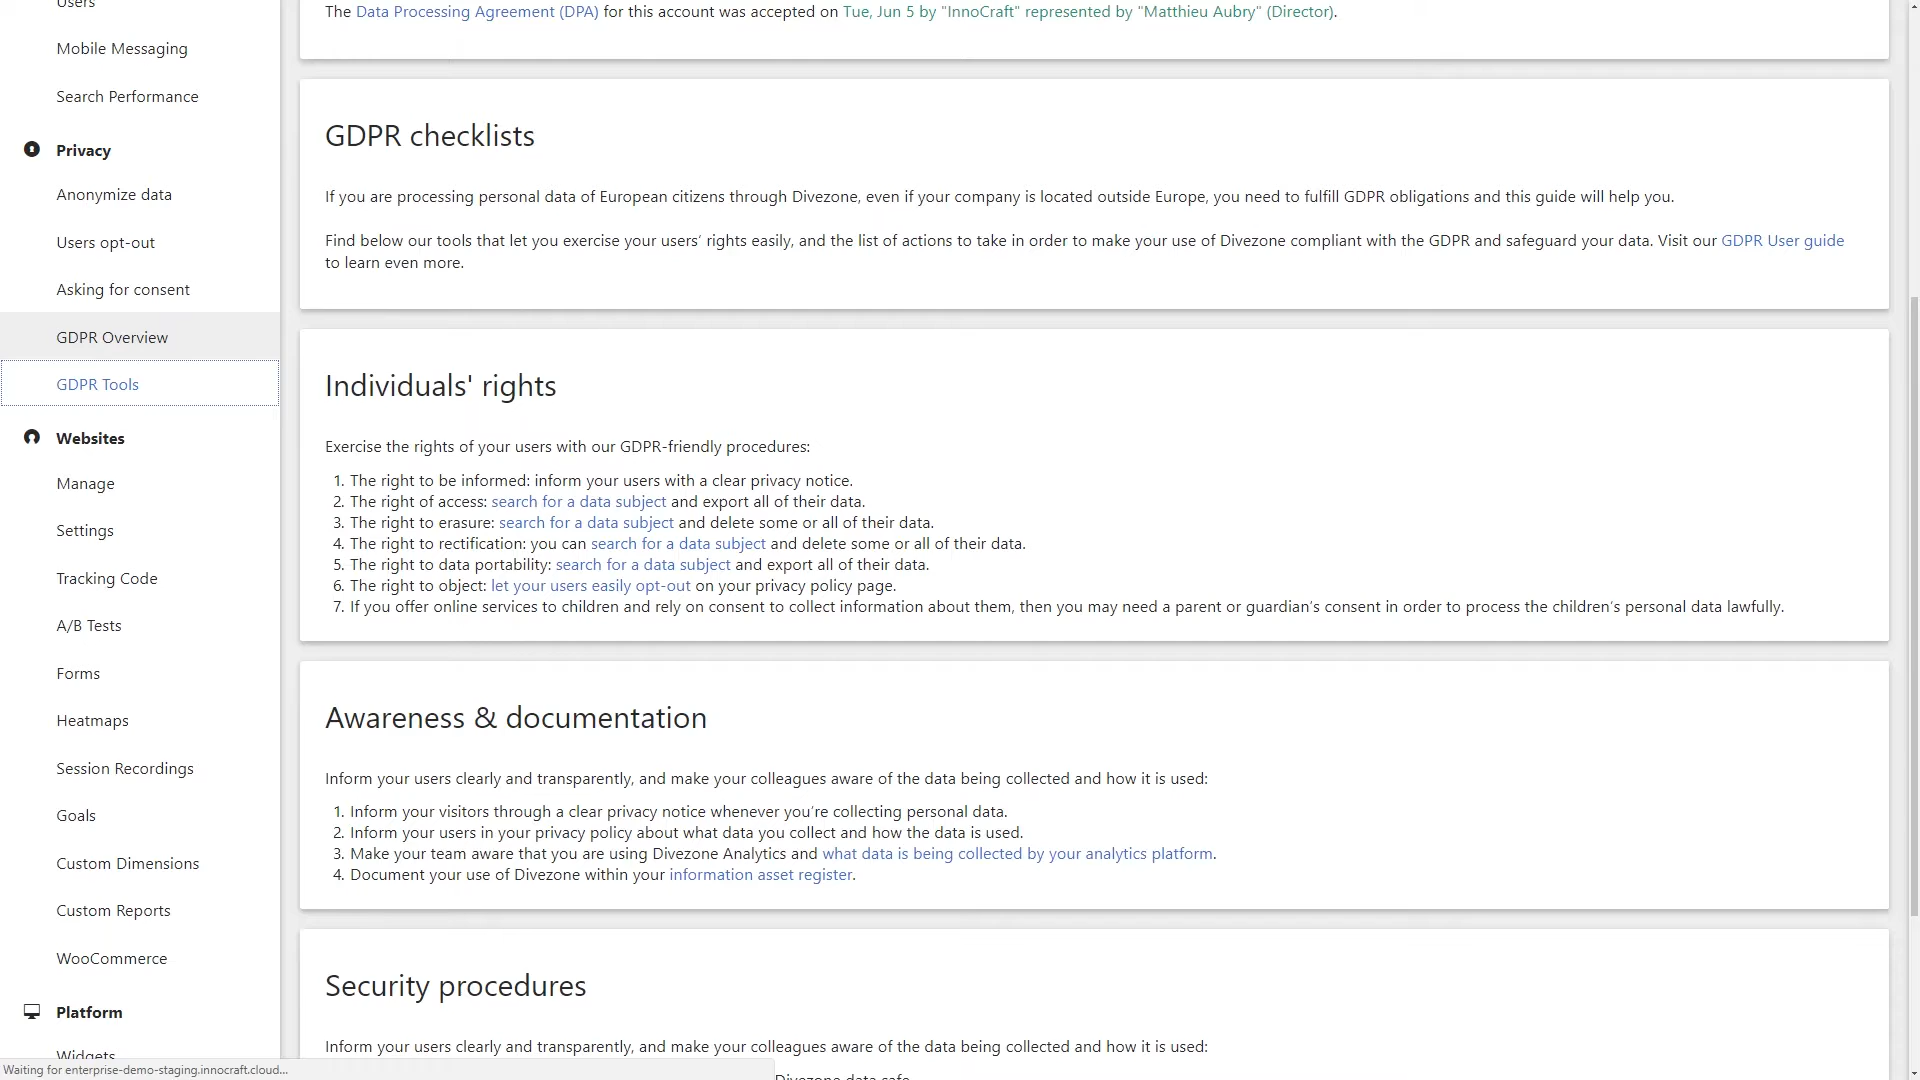 Users
Mobile Messaging
Search Performance
Privacy
Anonymize data
Users opt-out
Asking for consent
GDPR Overview
GDPR Tools
Websites
Manage
Settings
Tracking Code
A/B Tests
Forms
Heatmaps
Session Recordings
Goals
Custom Dimensions
Custom Reports
WooCommerce
Platform
Widgets
Waiting for enterprise-demo-staging.innocraft.cloud...
The Data Processing Agreement (DPA) for this account was accepted on Tue, Jun 5 by "InnoCraft" represented by "Matthieu Aubry" (Director).
GDPR checklists
If you are processing personal data of European citizens through Divezone, even if your company is located outside Europe, you need to fulfill GDPR obligations and this guide will help you.
Find below our tools that let you exercise your users’ rights easily, and the list of actions to take in order to make your use of Divezone compliant with the GDPR and safeguard your data. Visit our GDPR User guide
to learn even more.
Individuals' rights
Exercise the rights of your users with our GDPR-friendly procedures:
1. The right to be informed: inform your users with a clear privacy notice.
2. The right of access: search for a data subject and export all of their data.
3. The right to erasure: search for a data subject and delete some or all of their data.
4. The right to rectification: you can search for a data subject and delete some or all of their data.
5. The right to data portability: search for a data subject and export all of their data.
6. The right to object: let your users easily opt-out on your privacy policy page.
7. If you offer online services to children and rely on consent to collect information about them, then you may need a parent or guardian’s consent in order to process the children’s personal data lawfully.
Awareness & documentation
Inform your users clearly and transparently, and make your colleagues aware of the data being collected and how it is used:
1. Inform your visitors through a clear privacy notice whenever you’re collecting personal data.
2. Inform your users in your privacy policy about what data you collect and how the data is used.
3. Make your team aware that you are using Divezone Analytics and what data is being collected by your analytics platform.
4. Document your use of Divezone within your information asset register.
Security procedures
Inform your users clearly and transparently, and make your colleagues aware of the data being collected and how it is used:
Divezone data safe.